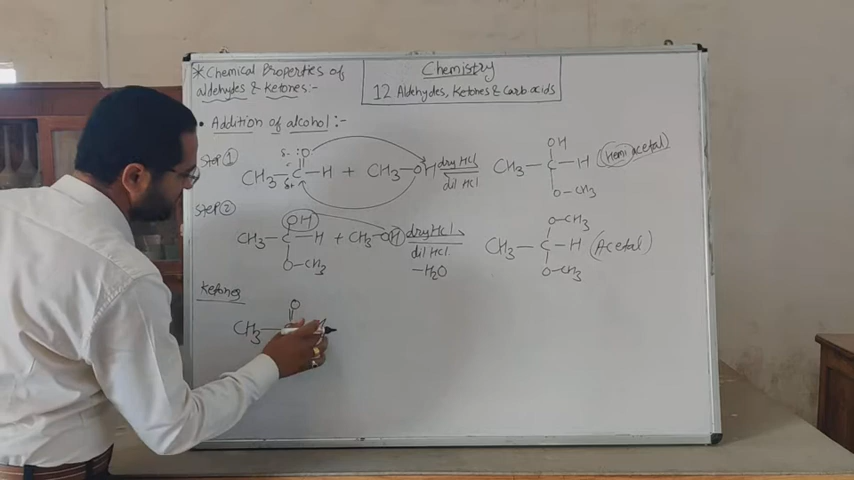 *Chemical Properties of
aldehydes & Ketones:-
Chemistry
12 Aldehydes, Ketones & Carb acids
• Addition of alcohol :-
Step ①
δ- :O
CH3 – C – H + CH3 – OH dry HCl / dil HCl
δ+
OH
CH3 – C – H (Hemi acetal)
O – CH3
Step ②
OH
CH3 – C – H + CH3 – OH dry HCl / dil HCl
O – CH3
– H2O
O – CH3
CH3 – C – H (Acetal)
O – CH3
Ketones
O
CH3 –